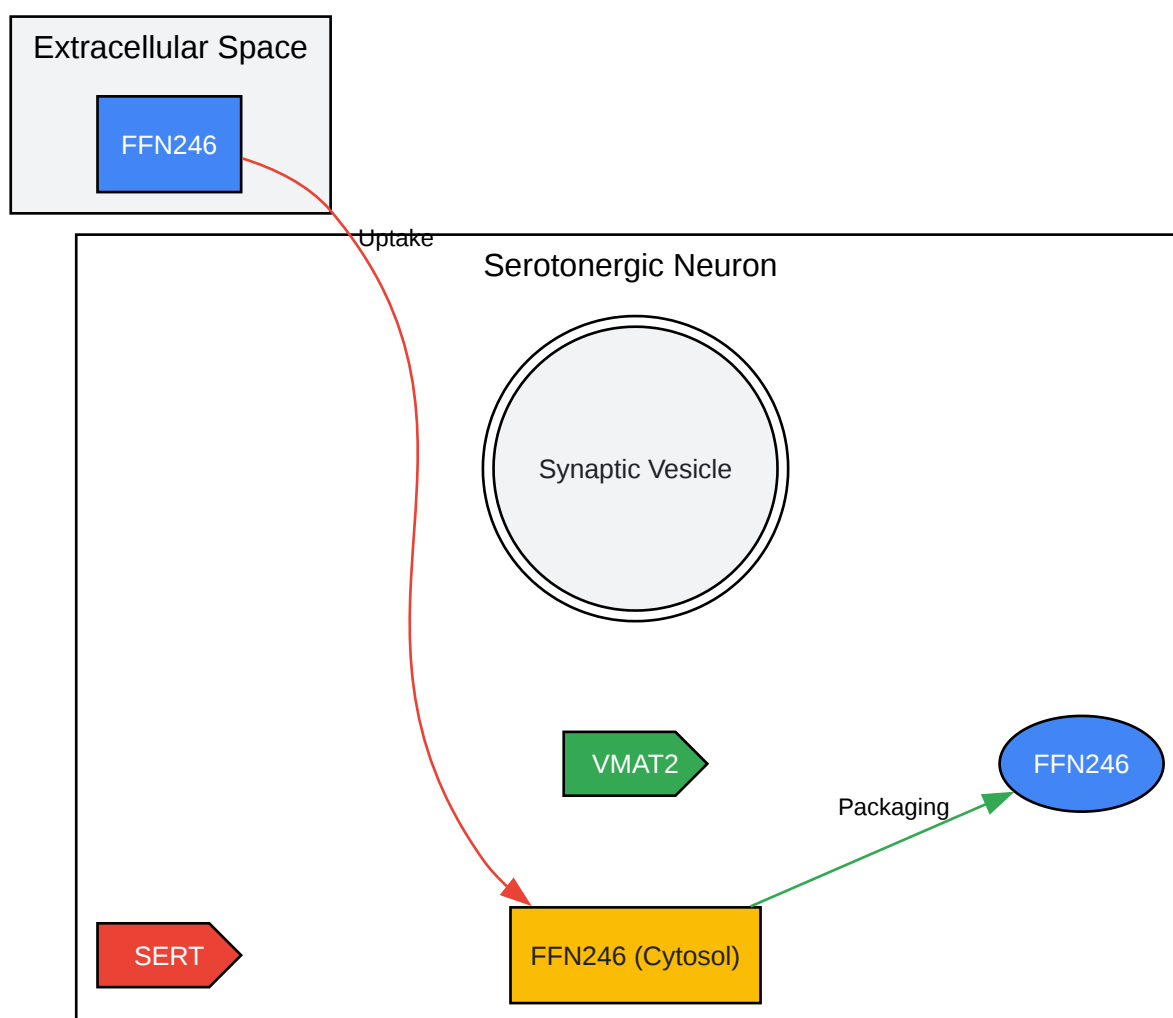 Extracellular Space
FFN246
Uptake
Serotonergic Neuron
Synaptic Vesicle
VMAT2
FFN246
Packaging
SERT
FFN246 (Cytosol)